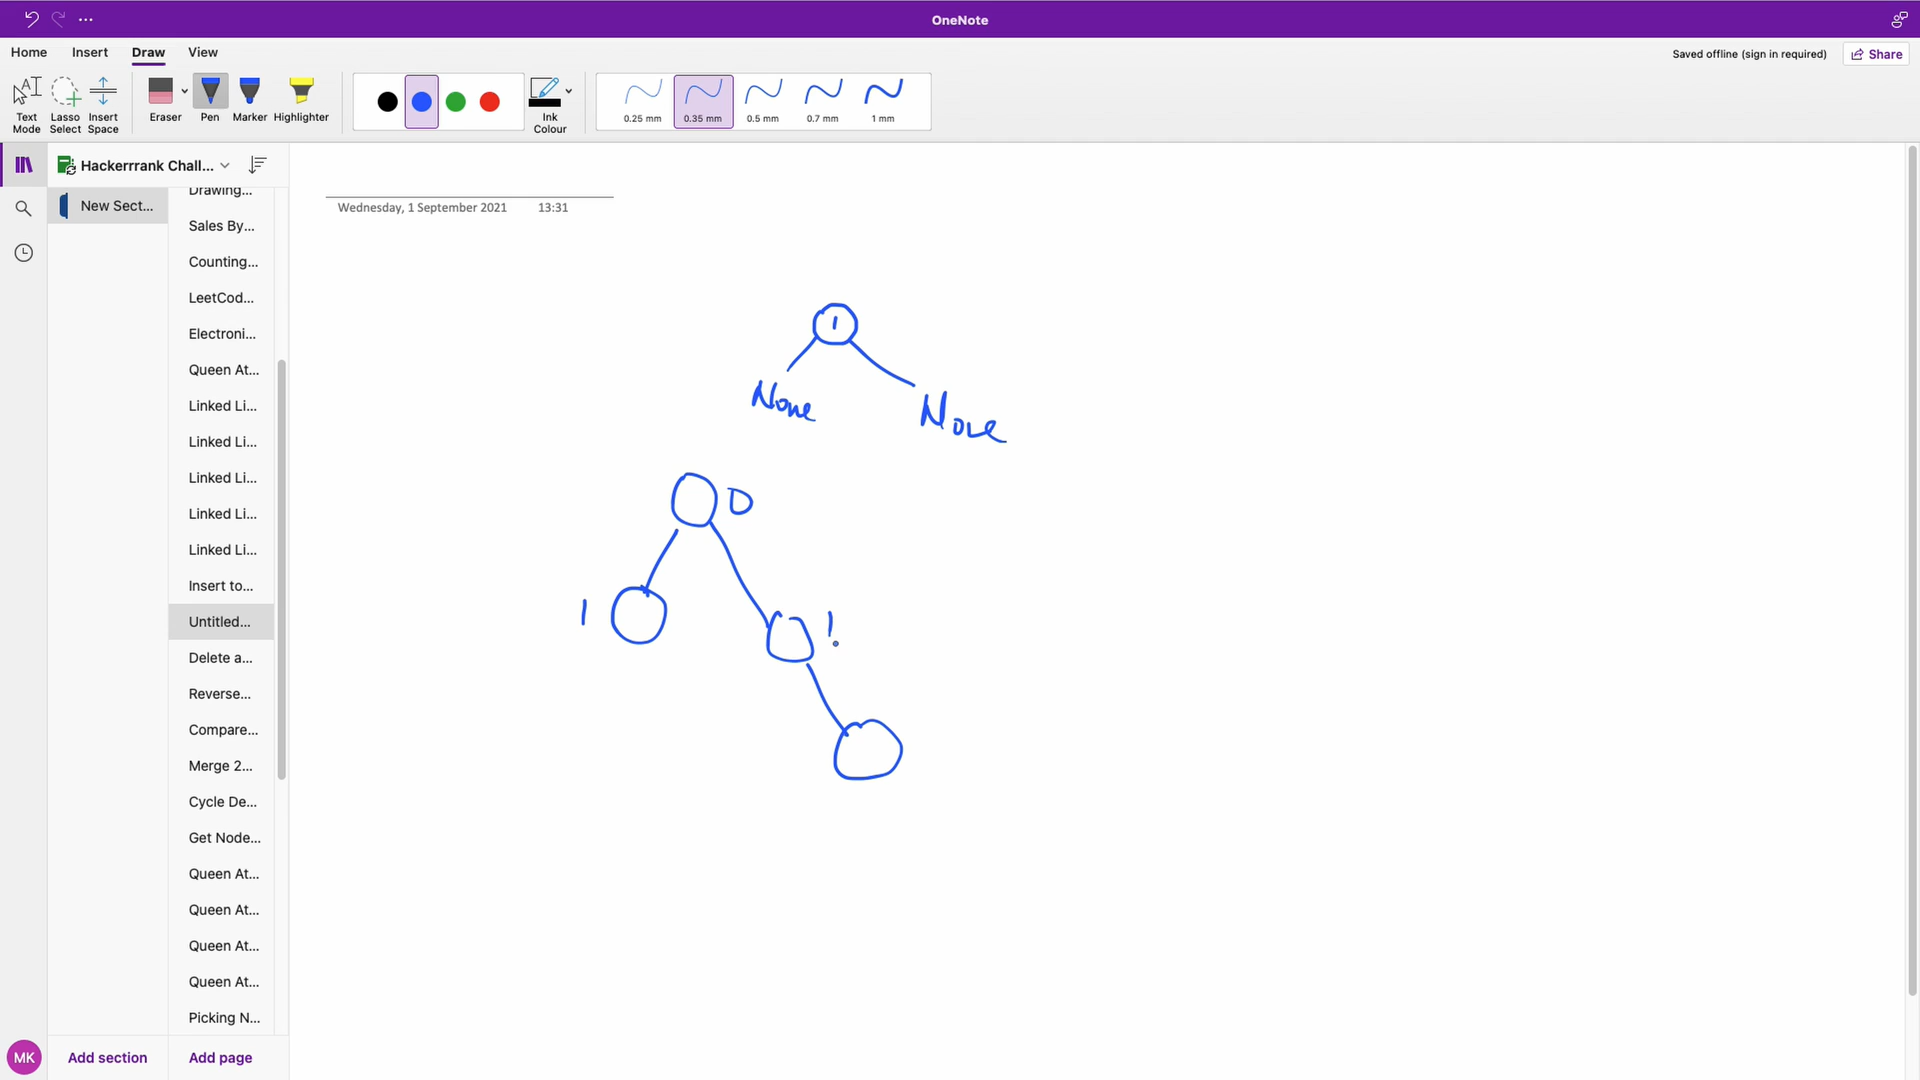 OneNote
Home Insert Draw View
Saved offline (sign in required) Share
Text Mode
Lasso Select
Insert Space
Eraser
Pen
Marker
Highlighter
Ink Colour
0.25 mm
0.35 mm
0.5 mm
0.7 mm
1 mm
Hackerrrank Chall...
New Sect...
Drawing...
Sales By...
Counting...
LeetCod...
Electroni...
Queen At...
Linked Li...
Linked Li...
Linked Li...
Linked Li...
Linked Li...
Insert to...
Untitled...
Delete a...
Reverse...
Compare...
Merge 2...
Cycle De...
Get Node...
Queen At...
Queen At...
Queen At...
Queen At...
Picking N...
MK
Add section
Add page
Wednesday, 1 September 2021 13:31
1
None
None
0
1
1